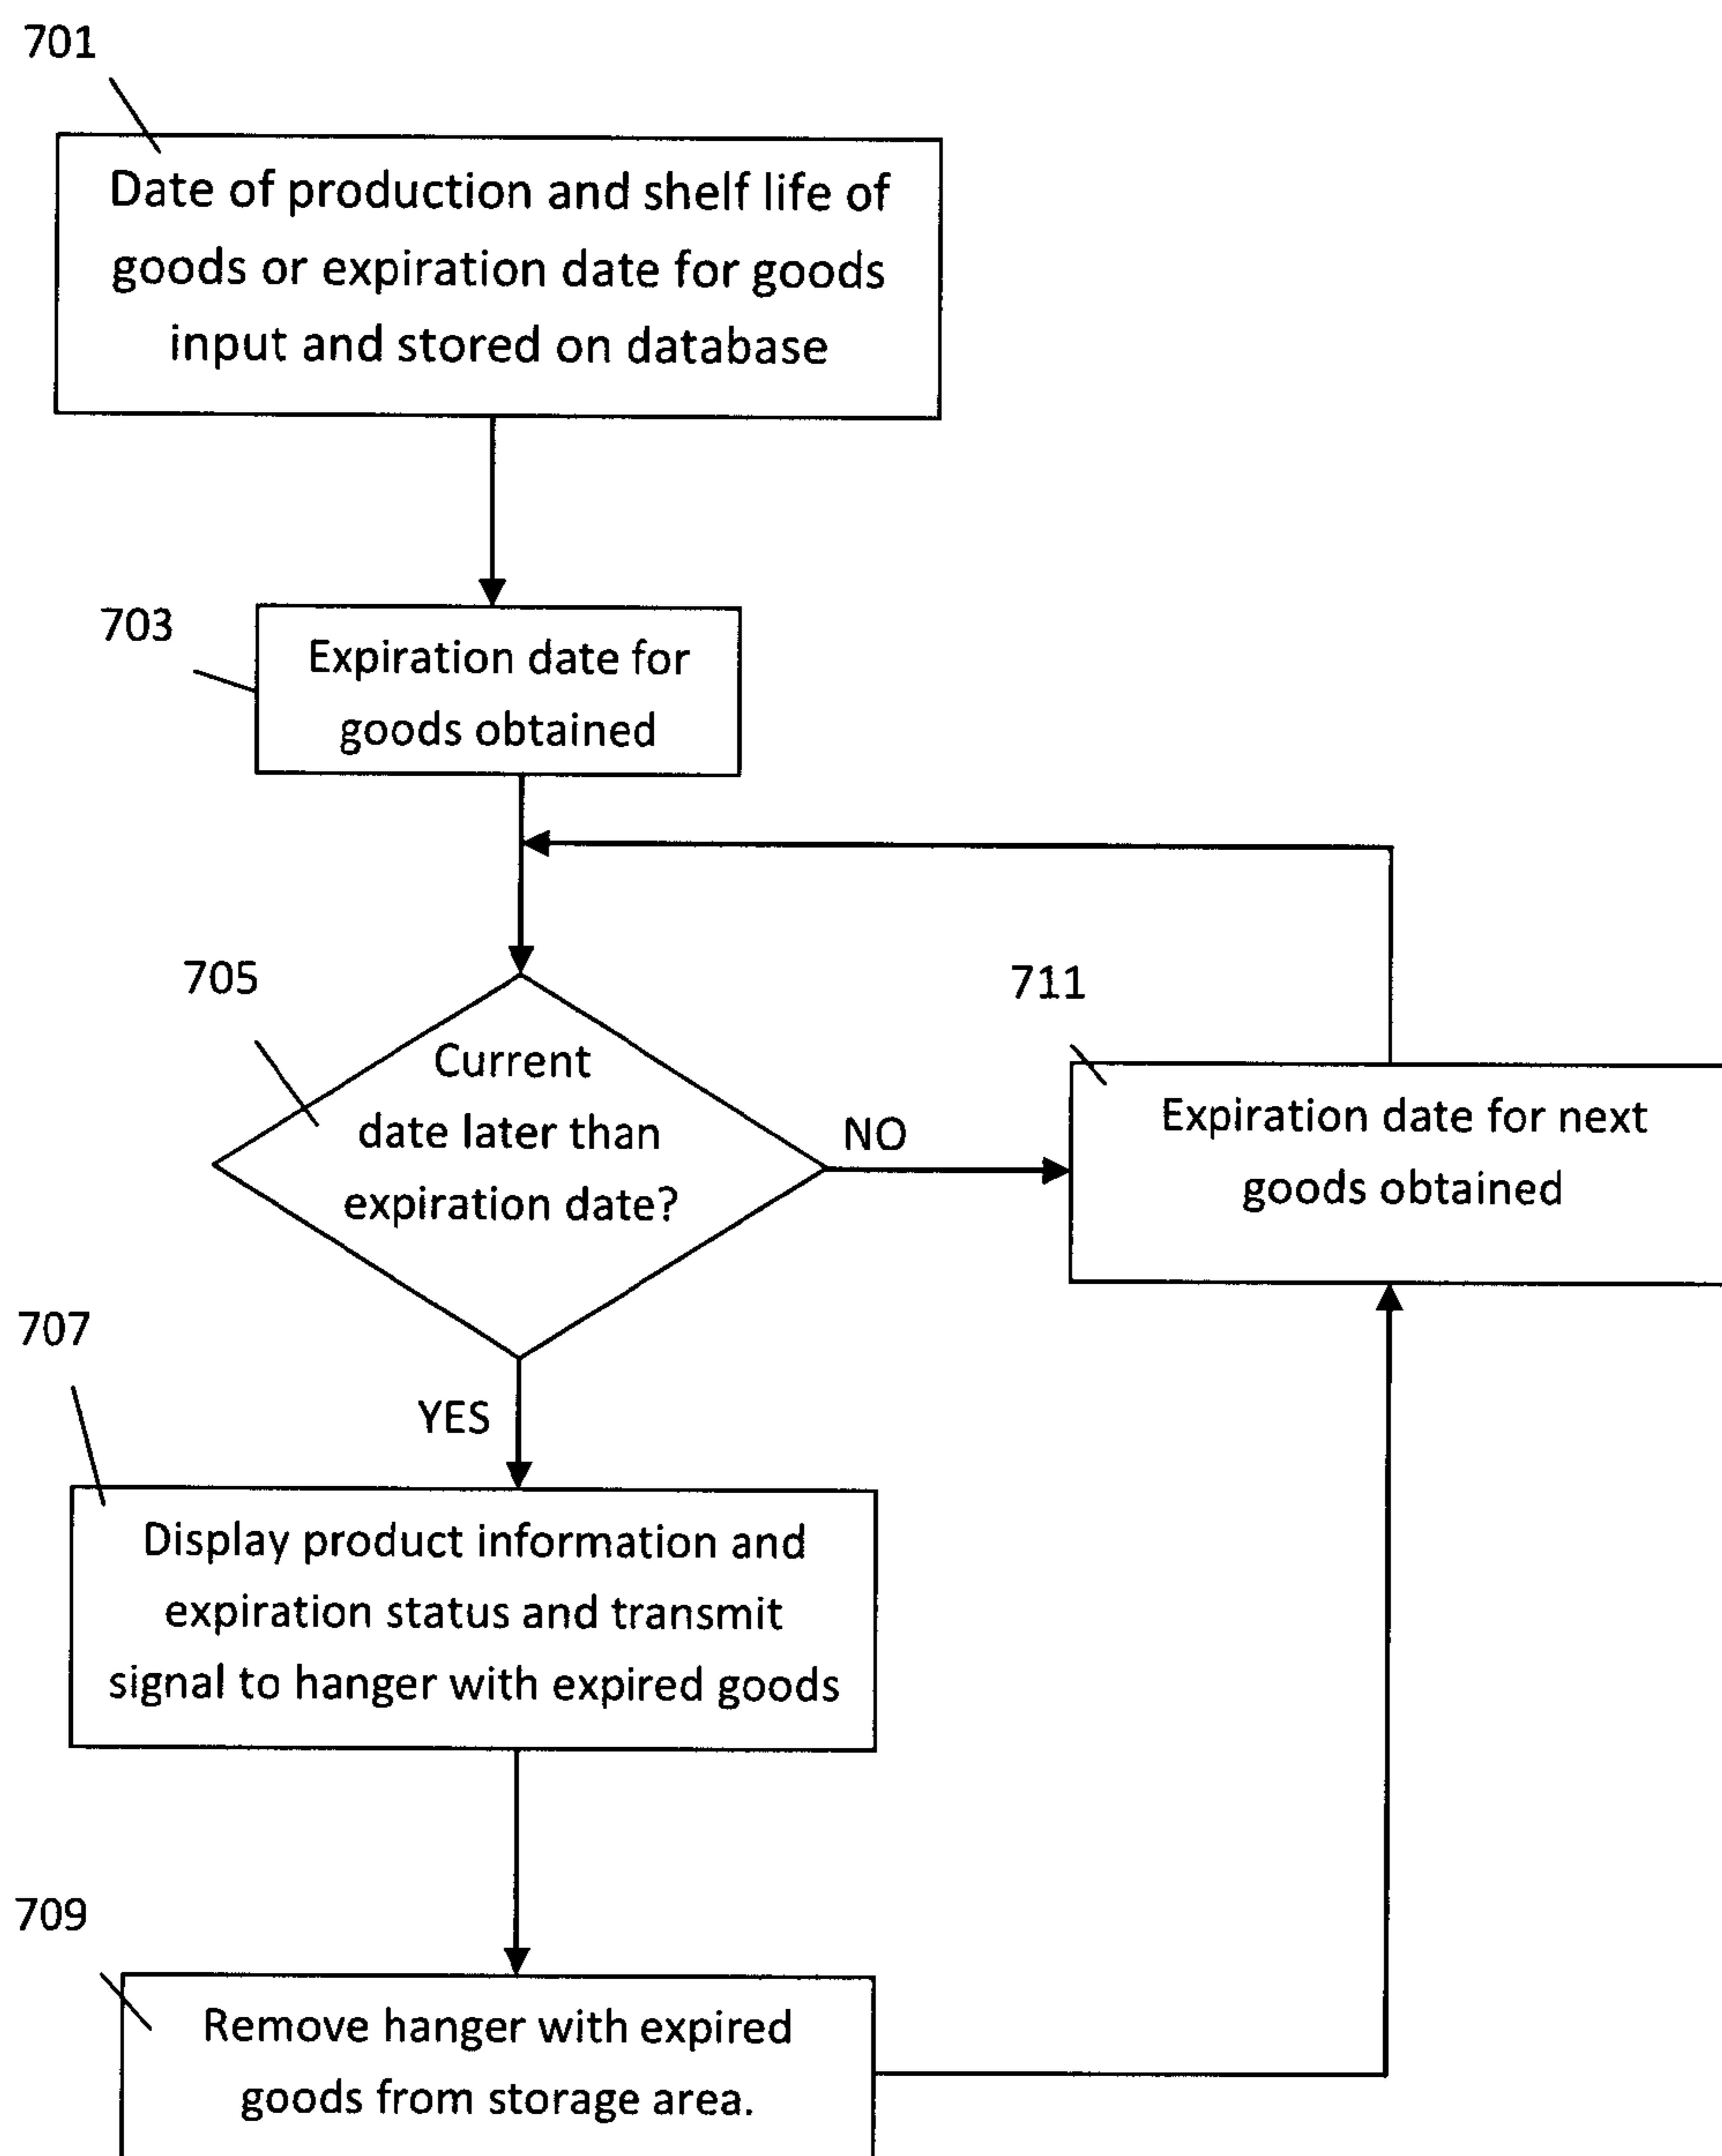 701
Date of production and shelf life of
goods or expiration date for goods
input and stored on database
703
Expiration date for
goods obtained
705
Current
date later than
expiration date?
NO
711
Expiration date for next
goods obtained
YES
707
Display product information and
expiration status and transmit
signal to hanger with expired goods
709
Remove hanger with expired
goods from storage area.